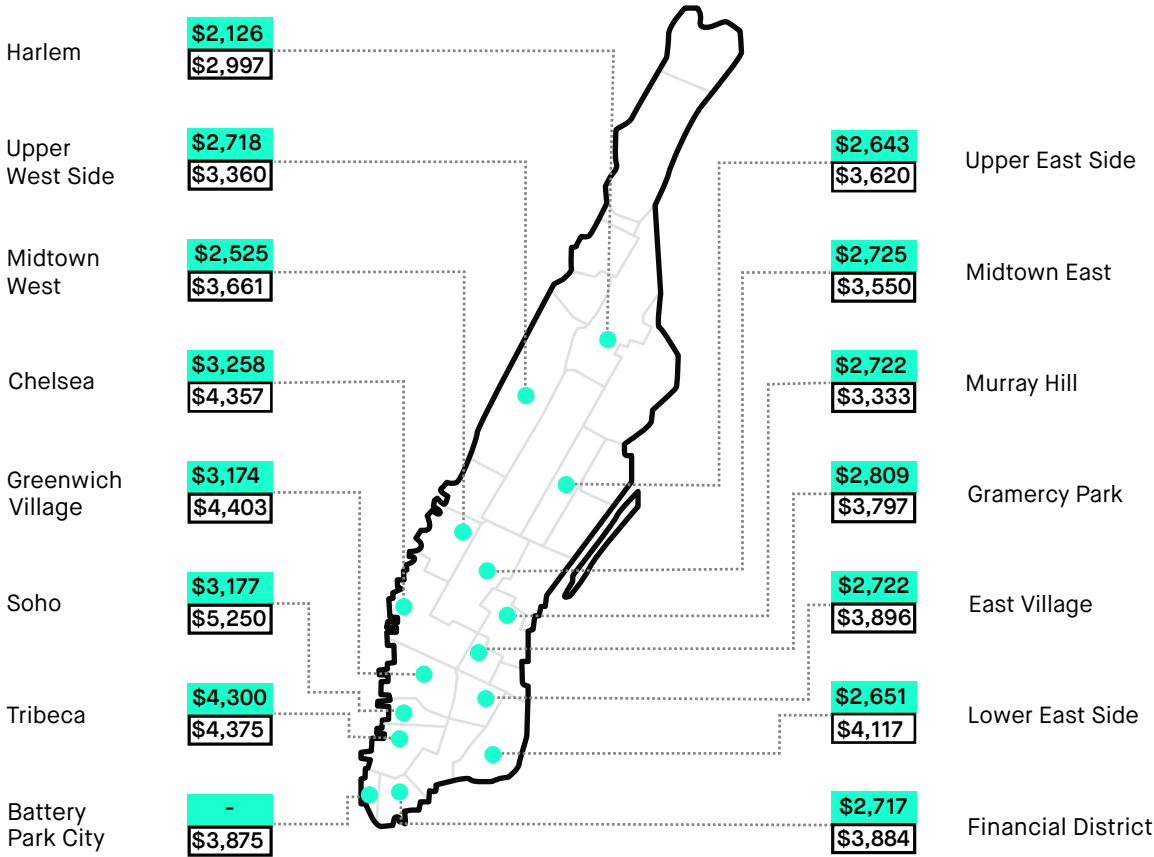 Harlem
$2,126
$2,997
Upper
West Side
$2,718
$3,360
Midtown
West
$2,525
$3,661
Chelsea
$3,258
$4,357
Greenwich
Village
$3,174
$4,403
Soho
$3,177
$5,250
Tribeca
$4,300
$4,375
Battery
Park City
-
$3,875
$2,643
$3,620
Upper East Side
$2,725
$3,550
Midtown East
$2,722
$3,333
Murray Hill
$2,809
$3,797
Gramercy Park
$2,722
$3,896
East Village
$2,651
$4,117
Lower East Side
$2,717
$3,884
Financial District